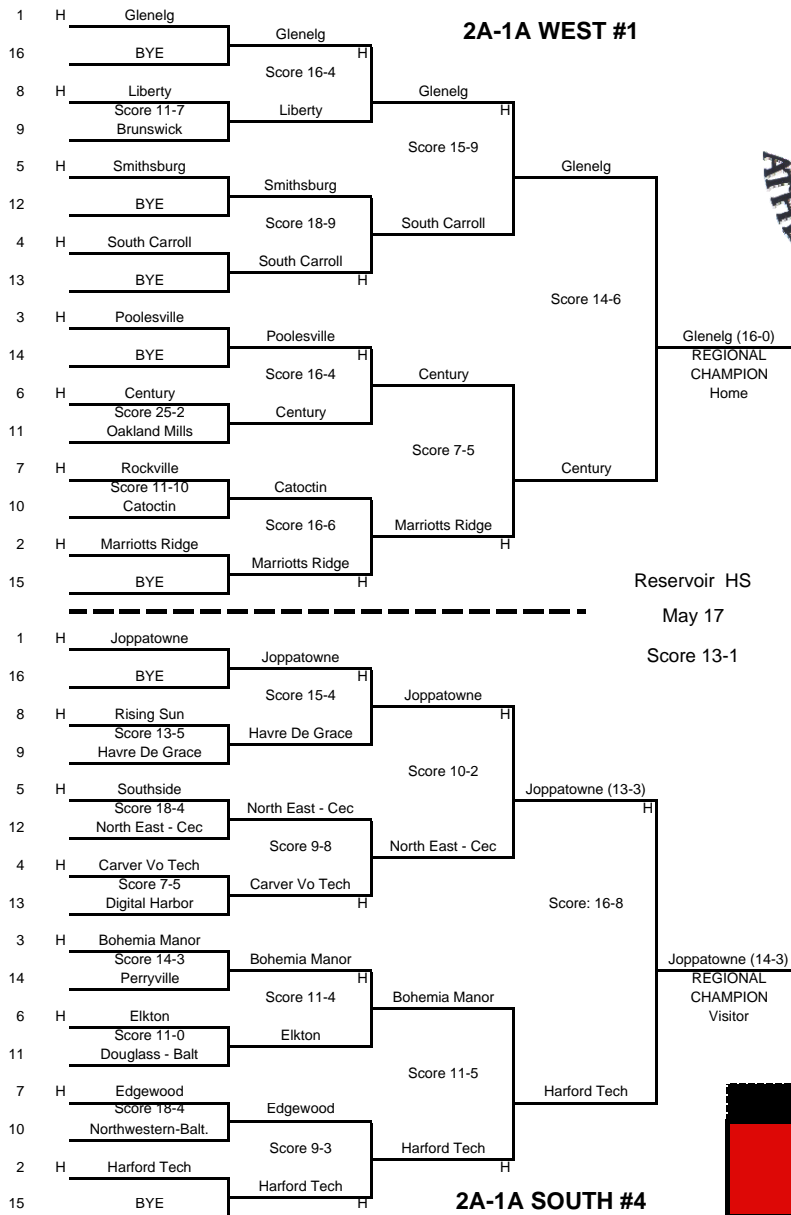 2A-1A WEST #1
1 H Glenelg
Glenelg
16 BYE
H
Score 16-4
8 H Liberty
Glenelg
Score 11-7
Liberty
H
9 Brunswick
Score 15-9
5 H Smithsburg
Glenelg
Smithsburg
12 BYE
Score 18-9
South Carroll
4 H South Carroll
South Carroll
13 BYE
H
Score 14-6
3 H Poolesville
Poolesville
Glenelg (16-0)
14 BYE
H
REGIONAL
Score 16-4
Century
CHAMPION
6 H Century
Home
Score 25-2
Century
11 Oakland Mills
Score 7-5
7 H Rockville
Century
Score 11-10
Catoctin
10 Catoctin
Score 16-6
Marriotts Ridge
2 H Marriotts Ridge
H
Marriotts Ridge
15 BYE
H
Reservoir HS
May 17
Score 13-1
1 H Joppatowne
Joppatowne
16 BYE
H
Score 15-4
Joppatowne
8 H Rising Sun
H
Score 13-5
Havre De Grace
9 Havre De Grace
Score 10-2
5 H Southside
Joppatowne (13-3)
Score 18-4
North East - Cec
H
12 North East - Cec
Score 9-8
North East - Cec
4 H Carver Vo Tech
Score 7-5
Carver Vo Tech
13 Digital Harbor
H
Score: 16-8
3 H Bohemia Manor
Score 14-3
Bohemia Manor
Joppatowne (14-3)
14 Perryville
H
REGIONAL
Score 11-4
Bohemia Manor
CHAMPION
6 H Elkton
Visitor
Score 11-0
Elkton
11 Douglass - Balt
Score 11-5
7 H Edgewood
Harford Tech
Score 18-4
Edgewood
10 Northwestern-Balt.
Score 9-3
Harford Tech
2 H Harford Tech
H
Harford Tech
15 BYE
H
2A-1A SOUTH #4